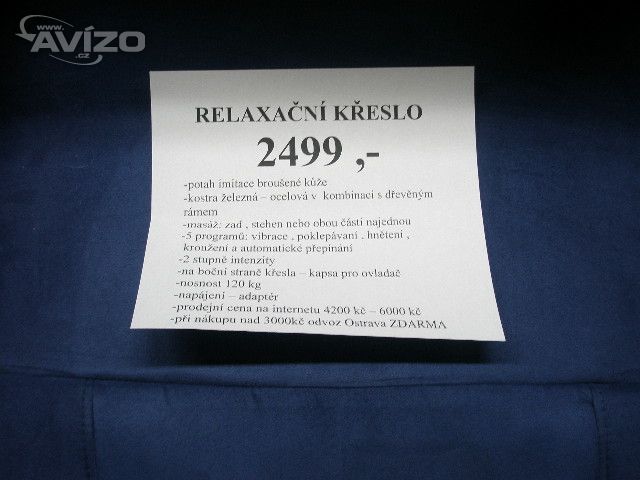 AVÍZO
.cz
RELAXAČNÍ KŘESLO
2499 ,-
-potah imitace broušené kůže
-kostra železná – ocelová v kombinaci s dřevěným
rámem
-masáž: zad , stehen nebo obou částí najednou
-5 programů: vibrace , poklepávaní , hnětení ,
kroužení a automatické přepínání
-2 stupně intenzity
-na boční straně křesla – kapsa pro ovladač
-nosnost 120 kg
-napájení – adaptér
-prodejní cena na internetu 4200 kč – 6000 kč
-při nákupu nad 3000kč odvoz Ostrava ZDARMA